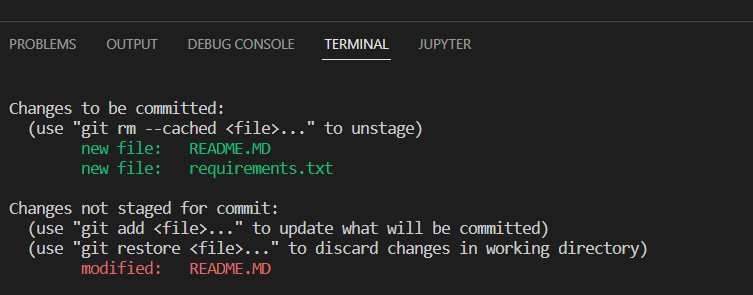 PROBLEMS OUTPUT DEBUG CONSOLE TERMINAL JUPYTER
Changes to be committed:
  (use "git rm --cached <file>..." to unstage)
        new file:   README.MD
        new file:   requirements.txt

Changes not staged for commit:
  (use "git add <file>..." to update what will be committed)
  (use "git restore <file>..." to discard changes in working directory)
        modified:   README.MD